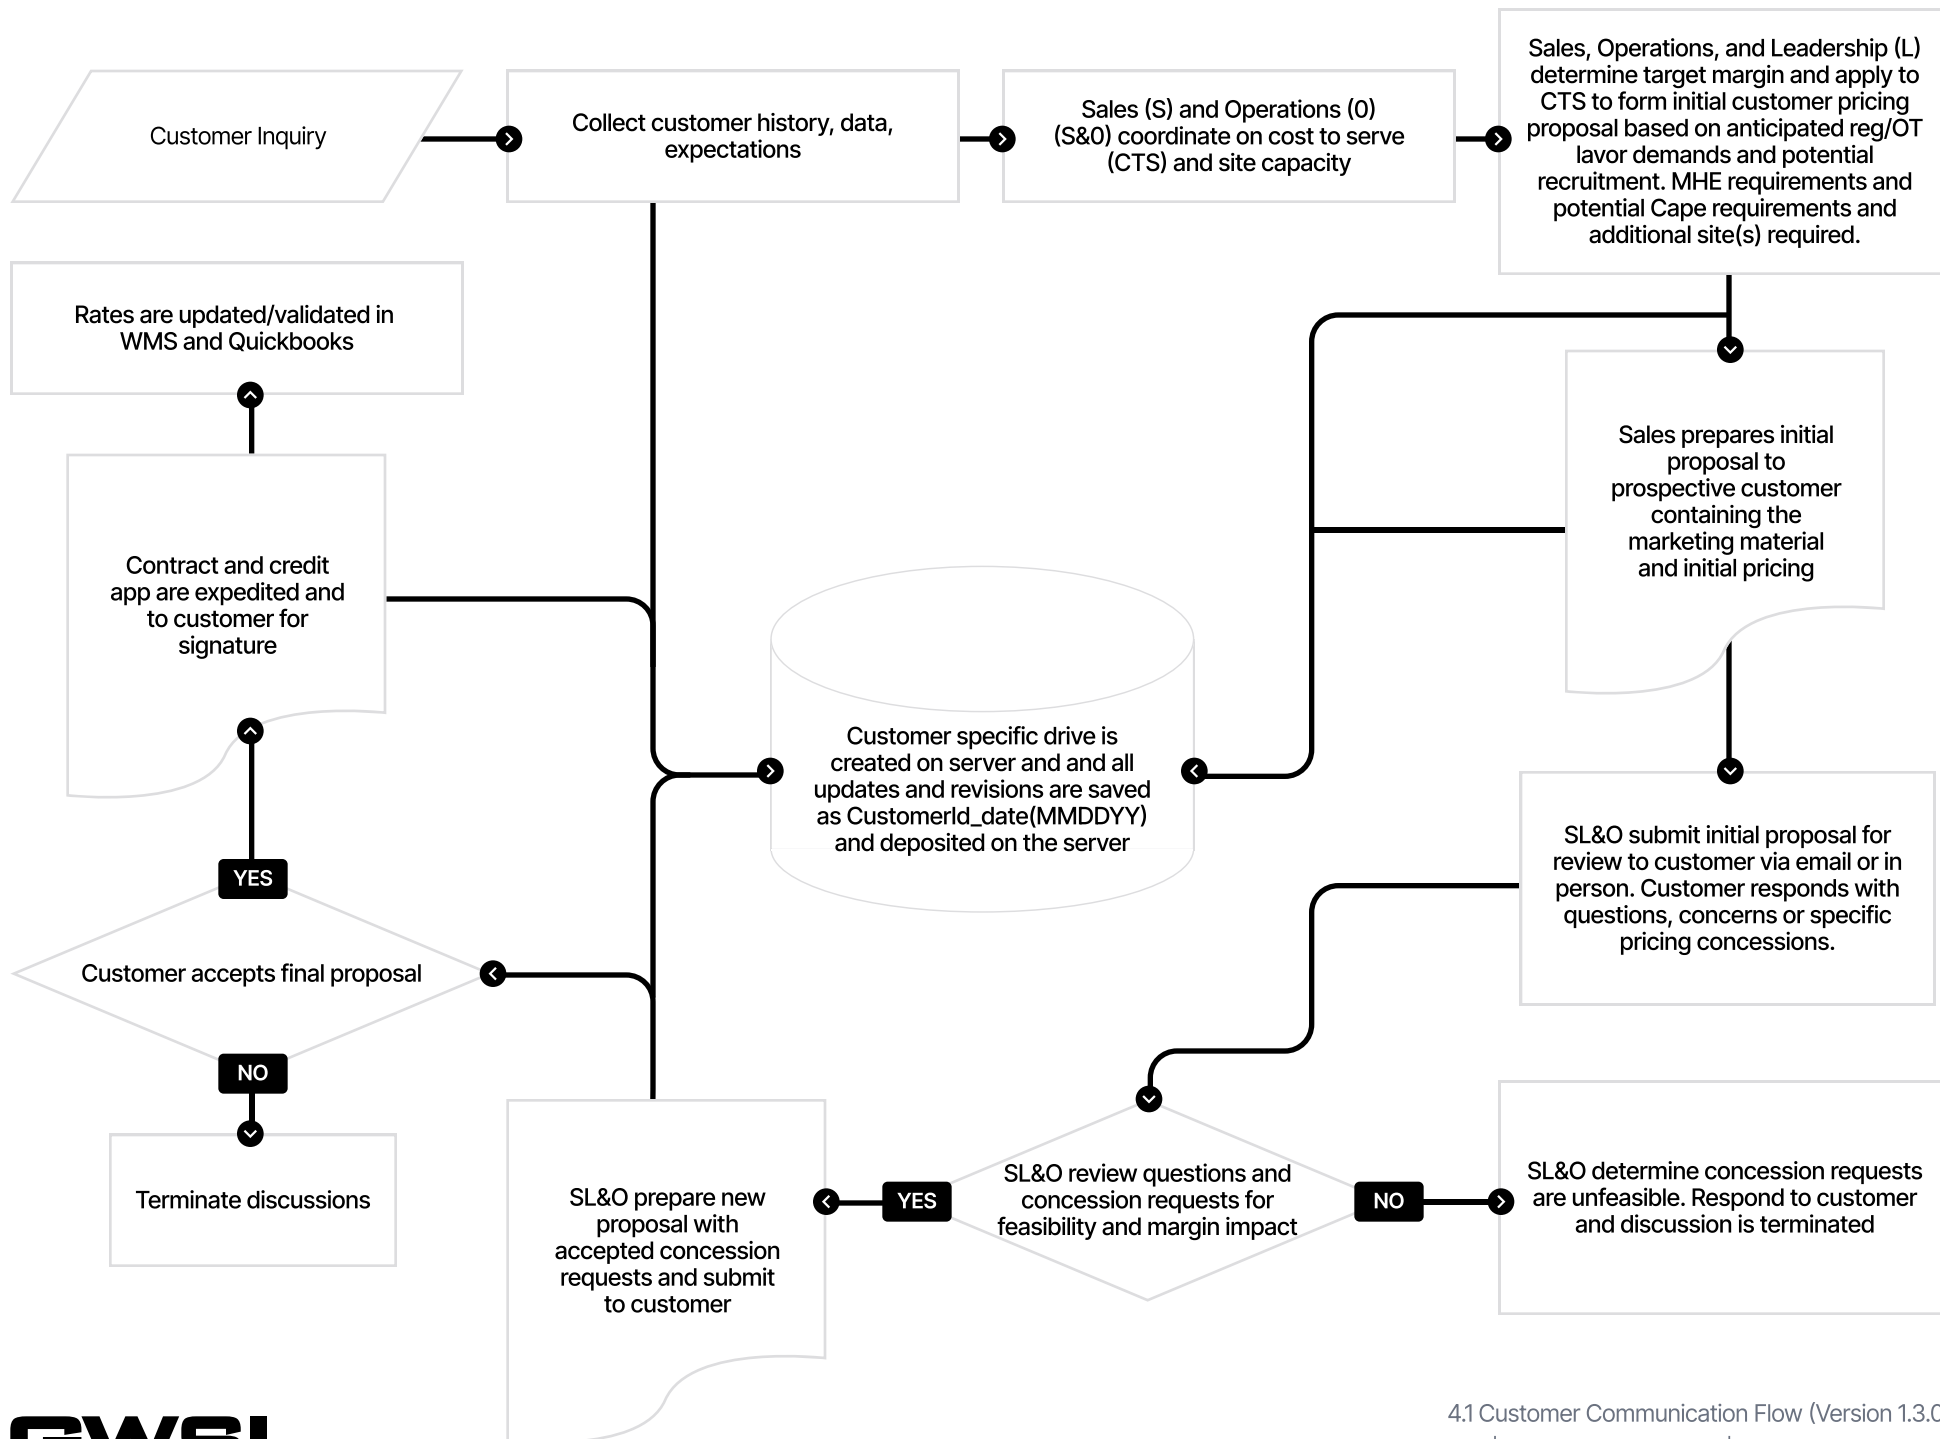 Customer Inquiry
Collect customer history, data,
expectations
Sales (S) and Operations (0)
(S&0) coordinate on cost to serve
(CTS) and site capacity
Sales, Operations, and Leadership (L)
determine target margin and apply to
CTS to form initial customer pricing
proposal based on anticipated reg/OT
lavor demands and potential
recruitment. MHE requirements and
potential Cape requirements and
additional site(s) required.
Rates are updated/validated in
WMS and Quickbooks
Sales prepares initial
proposal to
prospective customer
containing the
marketing material
and initial pricing
Contract and credit
app are expedited and
to customer for
signature
Customer specific drive is
created on server and and all
updates and revisions are saved
as CustomerId_date(MMDDYY)
and deposited on the server
SL&O submit initial proposal for
review to customer via email or in
person. Customer responds with
questions, concerns or specific
pricing concessions.
YES
Customer accepts final proposal
NO
Terminate discussions
SL&O prepare new
proposal with
accepted concession
requests and submit
to customer
YES
SL&O review questions and
concession requests for
feasibility and margin impact
NO
SL&O determine concession requests
are unfeasible. Respond to customer
and discussion is terminated
GWSI
4.1 Customer Communication Flow (Version 1.3.0